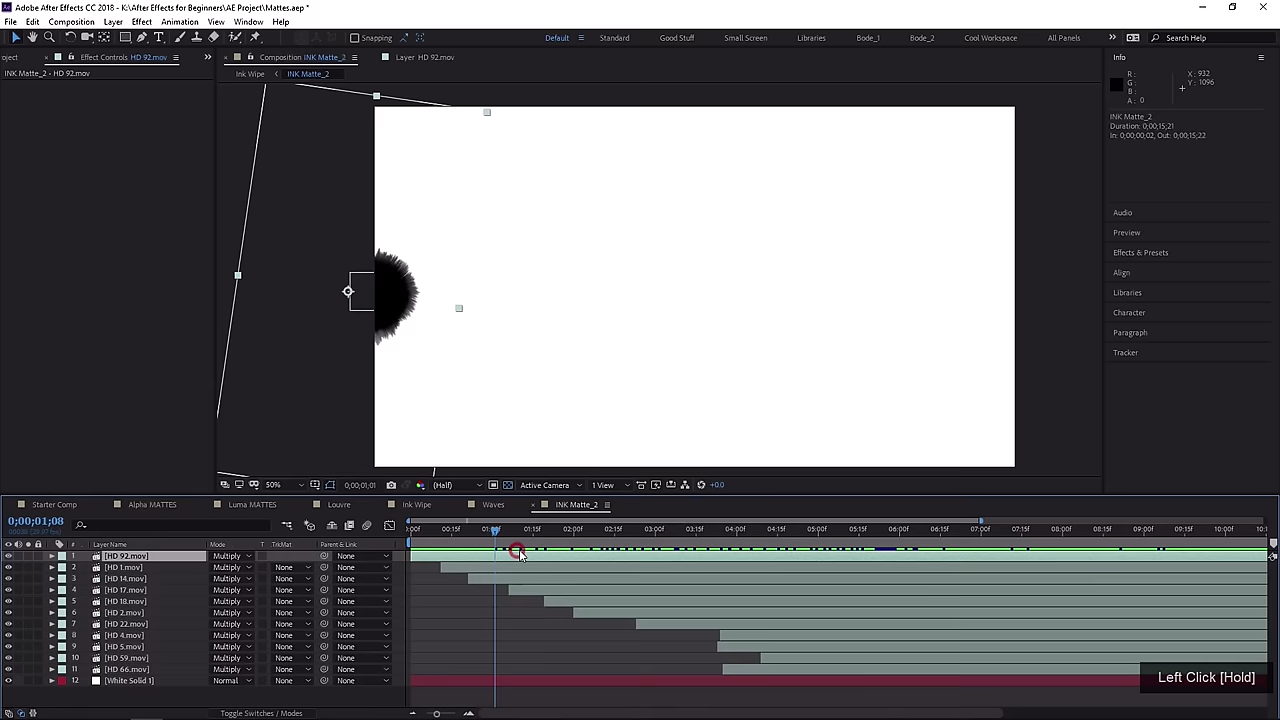 Adobe After Effects CC 2018 - K:\After Effects for Beginners\AE Project\Mattes.aep *
File Edit Composition Layer Effect Animation View Window Help
Snapping Default Standard Good Stuff Small Screen Libraries Bode_1 Bode_2 Cool Workspace All Panels Search Help
oject Effect Controls HD 92.mov Composition INK Matte_2 Layer HD 92.mov Info
INK Matte_2 • HD 92.mov Ink Wipe INK Matte_2
R: X: 932
G: Y: 1096
B:
A: 0
INK Matte_2
Duration: 0;00;15;21
In: 0;00;00;02, Out: 0;00;15;22
Audio
Preview
Effects & Presets
Align
Libraries
Character
Paragraph
Tracker
50% 0;00;01;01 (Half) Active Camera 1 View +0.0
Starter Comp Alpha MATTES Luma MATTES Louvre Ink Wipe Waves INK Matte_2
0;00;01;08
:00f 00:15f 01:00f 01:15f 02:00f 02:15f 03:00f 03:15f 04:00f 04:15f 05:00f 05:15f 06:00f 06:15f 07:00f 07:15f 08:00f 08:15f 09:00f 09:15f 10:00f 10:1
# Layer Name Mode T TrkMat Parent & Link
1 [HD 92.mov] Multiply None
2 [HD 1.mov] Multiply None None
3 [HD 14.mov] Multiply None None
4 [HD 17.mov] Multiply None None
5 [HD 18.mov] Multiply None None
6 [HD 2.mov] Multiply None None
7 [HD 22.mov] Multiply None None
8 [HD 4.mov] Multiply None None
9 [HD 5.mov] Multiply None None
10 [HD 59.mov] Multiply None None
11 [HD 66.mov] Multiply None None
12 [White Solid 1] Normal None None
Left Click [Hold]
Toggle Switches / Modes